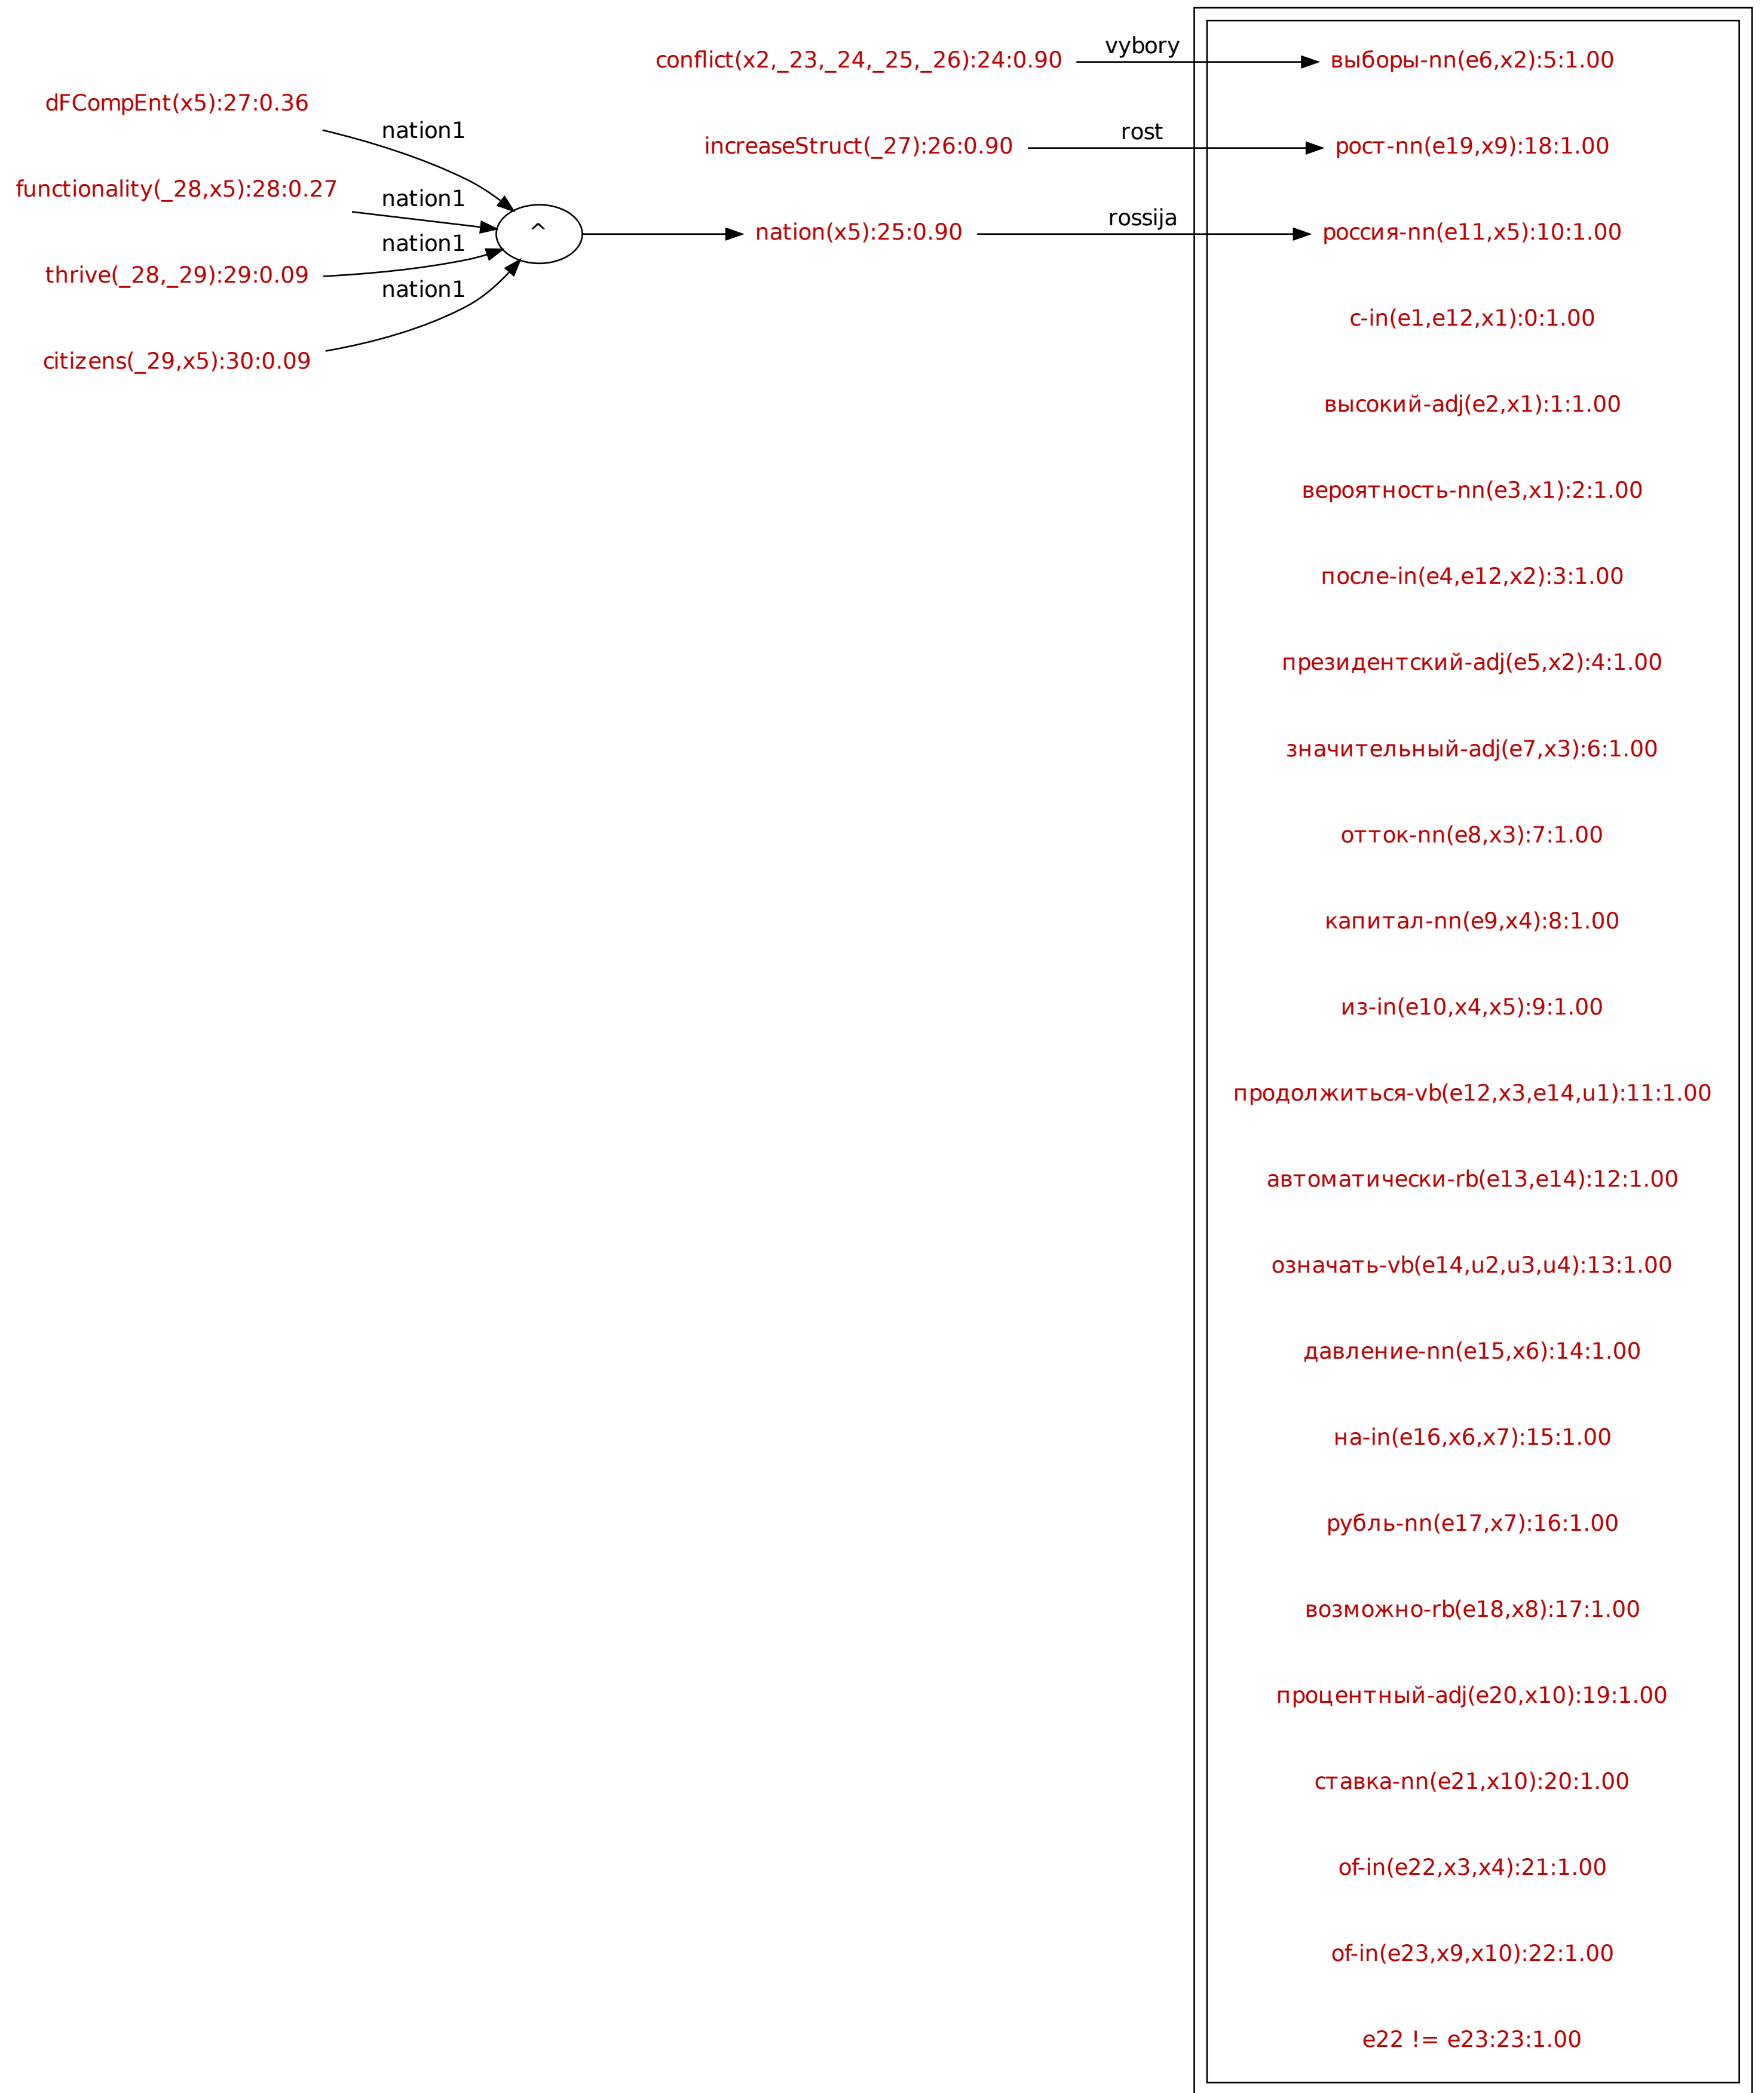 conflict(x2,_23,_24,_25,_26):24:0.90
vybory
выборы-nn(e6,x2):5:1.00
dFCompEnt(x5):27:0.36
nation1
increaseStruct(_27):26:0.90
rost
рост-nn(e19,x9):18:1.00
functionality(_28,x5):28:0.27
nation1
^
nation(x5):25:0.90
rossija
россия-nn(e11,x5):10:1.00
nation1
thrive(_28,_29):29:0.09
nation1
citizens(_29,x5):30:0.09
с-in(e1,e12,x1):0:1.00
высокий-adj(e2,x1):1:1.00
вероятность-nn(e3,x1):2:1.00
после-in(e4,e12,x2):3:1.00
президентский-adj(e5,x2):4:1.00
значительный-adj(e7,x3):6:1.00
отток-nn(e8,x3):7:1.00
капитал-nn(e9,x4):8:1.00
из-in(e10,x4,x5):9:1.00
продолжиться-vb(e12,x3,e14,u1):11:1.00
автоматически-rb(e13,e14):12:1.00
означать-vb(e14,u2,u3,u4):13:1.00
давление-nn(e15,x6):14:1.00
на-in(e16,x6,x7):15:1.00
рубль-nn(e17,x7):16:1.00
возможно-rb(e18,x8):17:1.00
процентный-adj(e20,x10):19:1.00
ставка-nn(e21,x10):20:1.00
of-in(e22,x3,x4):21:1.00
of-in(e23,x9,x10):22:1.00
e22 != e23:23:1.00